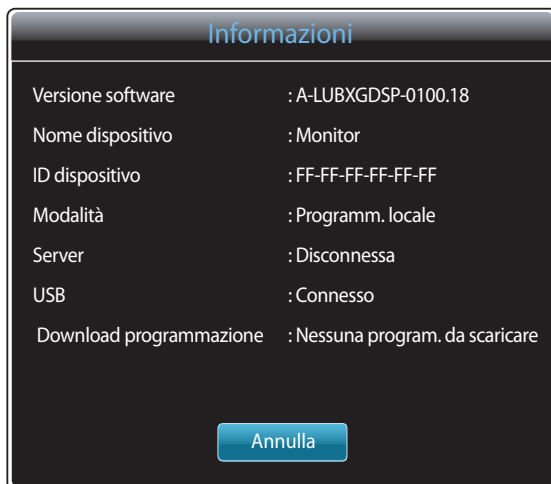 Informazioni
Versione software : A-LUBXGDSP-0100.18
Nome dispositivo : Monitor
ID dispositivo : FF-FF-FF-FF-FF-FF
Modalità : Programm. locale
Server : Disconnessa
USB : Connesso
Download programmazione : Nessuna program. da scaricare
Annulla